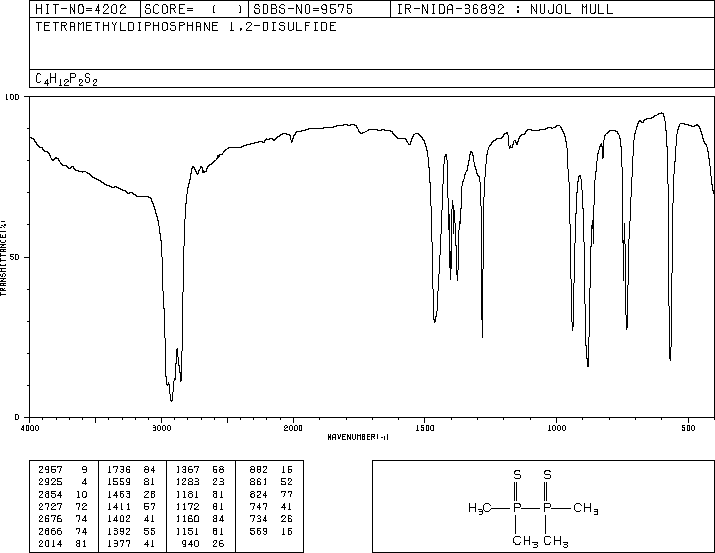 HIT-NO=4202 SCORE= ( ) SDBS-NO=9575 IR-NIDA-36892 : NUJOL MULL
TETRAMETHYLDIPHOSPHANE 1,2-DISULFIDE
C4H12P2S2
100
50
0
TRANSMITTANCE(%)
4000 3000 2000 1500 1000 500
WAVENUMBER(-1)
2957 9 1736 84 1367 68 882 15
2925 4 1559 81 1283 23 861 52
2854 10 1463 28 1181 81 824 77
2727 72 1411 67 1172 81 747 41
2676 74 1402 41 1160 84 734 26
2666 74 1392 55 1151 81 569 16
2014 81 1377 41 940 26
S S
H3C P P CH3
CH3 CH3